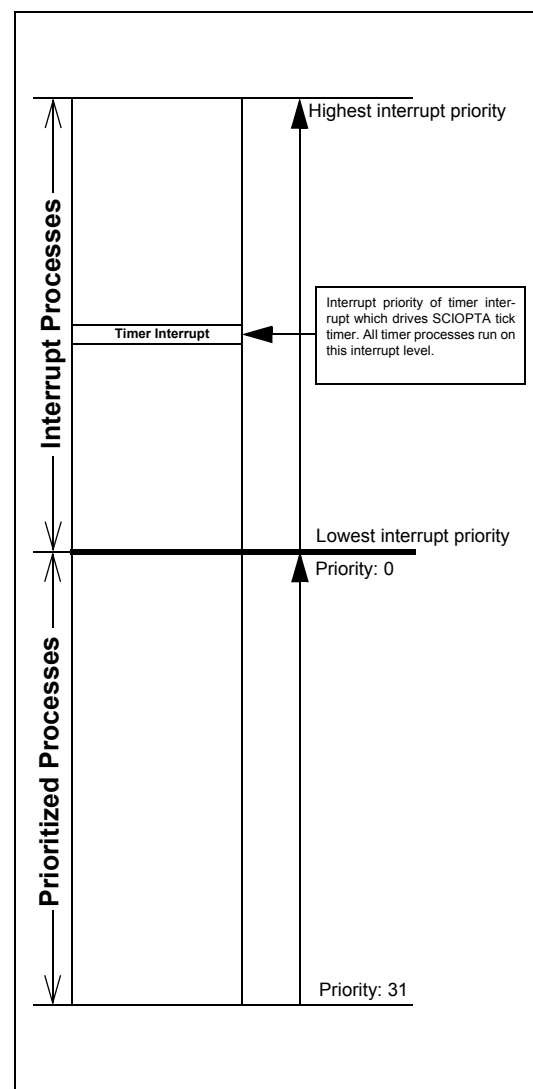 Highest interrupt priority
Interrupt Processes
Interrupt priority of timer inter-
rupt which drives SCIOPTA tick
timer. All timer processes run on
this interrupt level.
Timer Interrupt
Lowest interrupt priority
Priority: 0
Prioritized Processes
Priority: 31